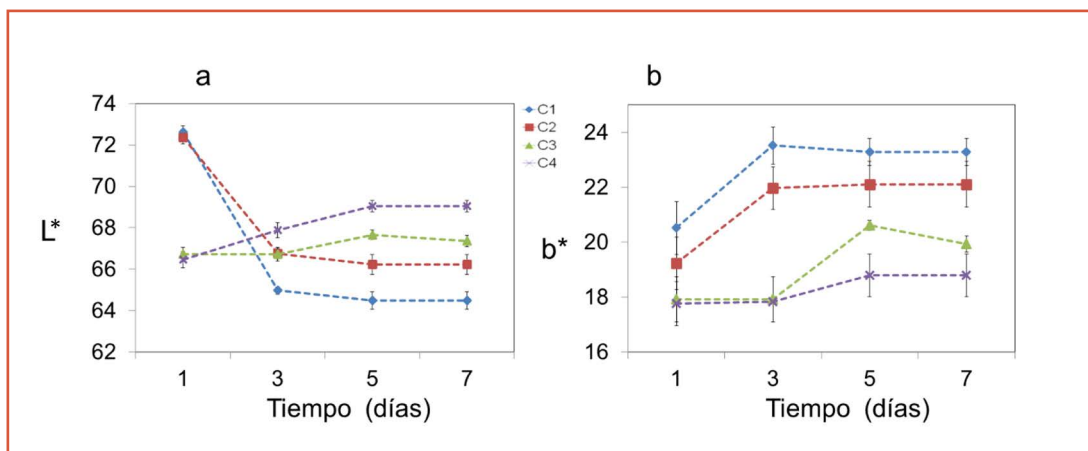 a
74
72
70
68
66
64
62
L*
1 3 5 7
Tiempo (días)
C1
C2
C3
C4
b
24
22
20
18
16
b*
1 3 5 7
Tiempo (días)